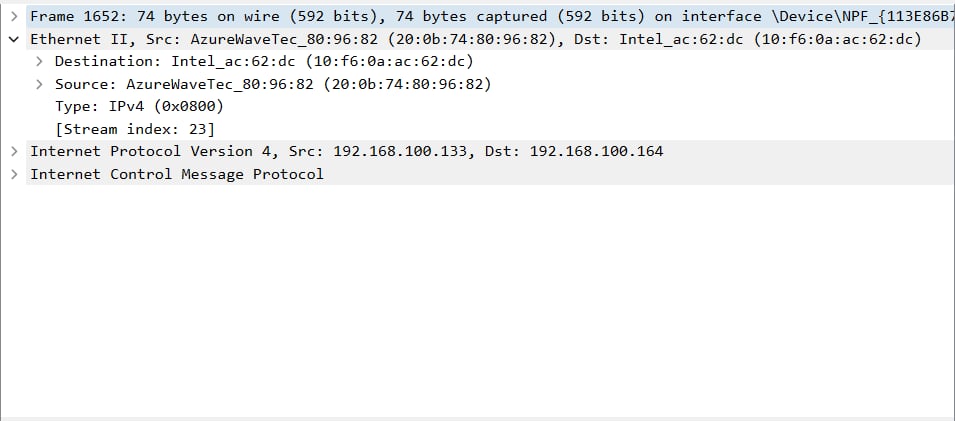 Frame 1652: 74 bytes on wire (592 bits), 74 bytes captured (592 bits) on interface \Device\NPF_{113E86B7
Ethernet II, Src: AzureWaveTec_80:96:82 (20:0b:74:80:96:82), Dst: Intel_ac:62:dc (10:f6:0a:ac:62:dc)
Destination: Intel_ac:62:dc (10:f6:0a:ac:62:dc)
Source: AzureWaveTec_80:96:82 (20:0b:74:80:96:82)
Type: IPv4 (0x0800)
[Stream index: 23]
Internet Protocol Version 4, Src: 192.168.100.133, Dst: 192.168.100.164
Internet Control Message Protocol